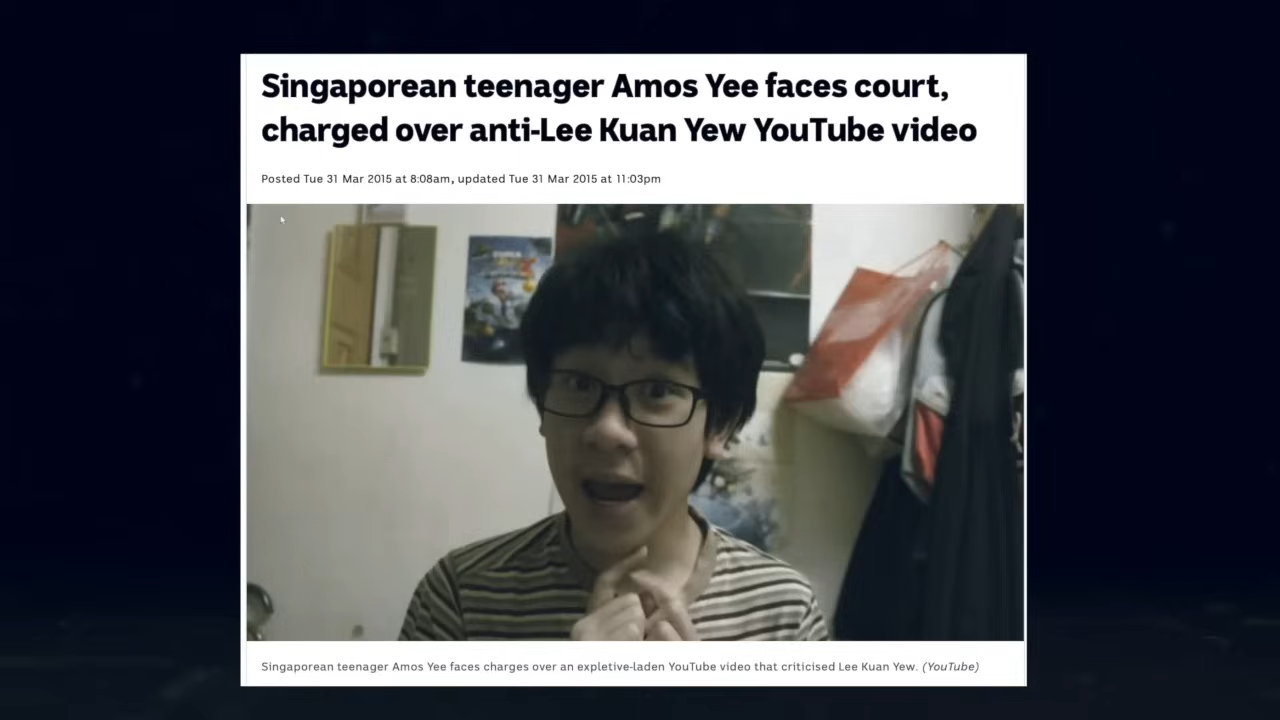 Singaporean teenager Amos Yee faces court,
charged over anti-Lee Kuan Yew YouTube video
Posted Tue 31 Mar 2015 at 8:08am, updated Tue 31 Mar 2015 at 11:03pm
SUPER
Singaporean teenager Amos Yee faces charges over an expletive-laden YouTube video that criticised Lee Kuan Yew. (YouTube)